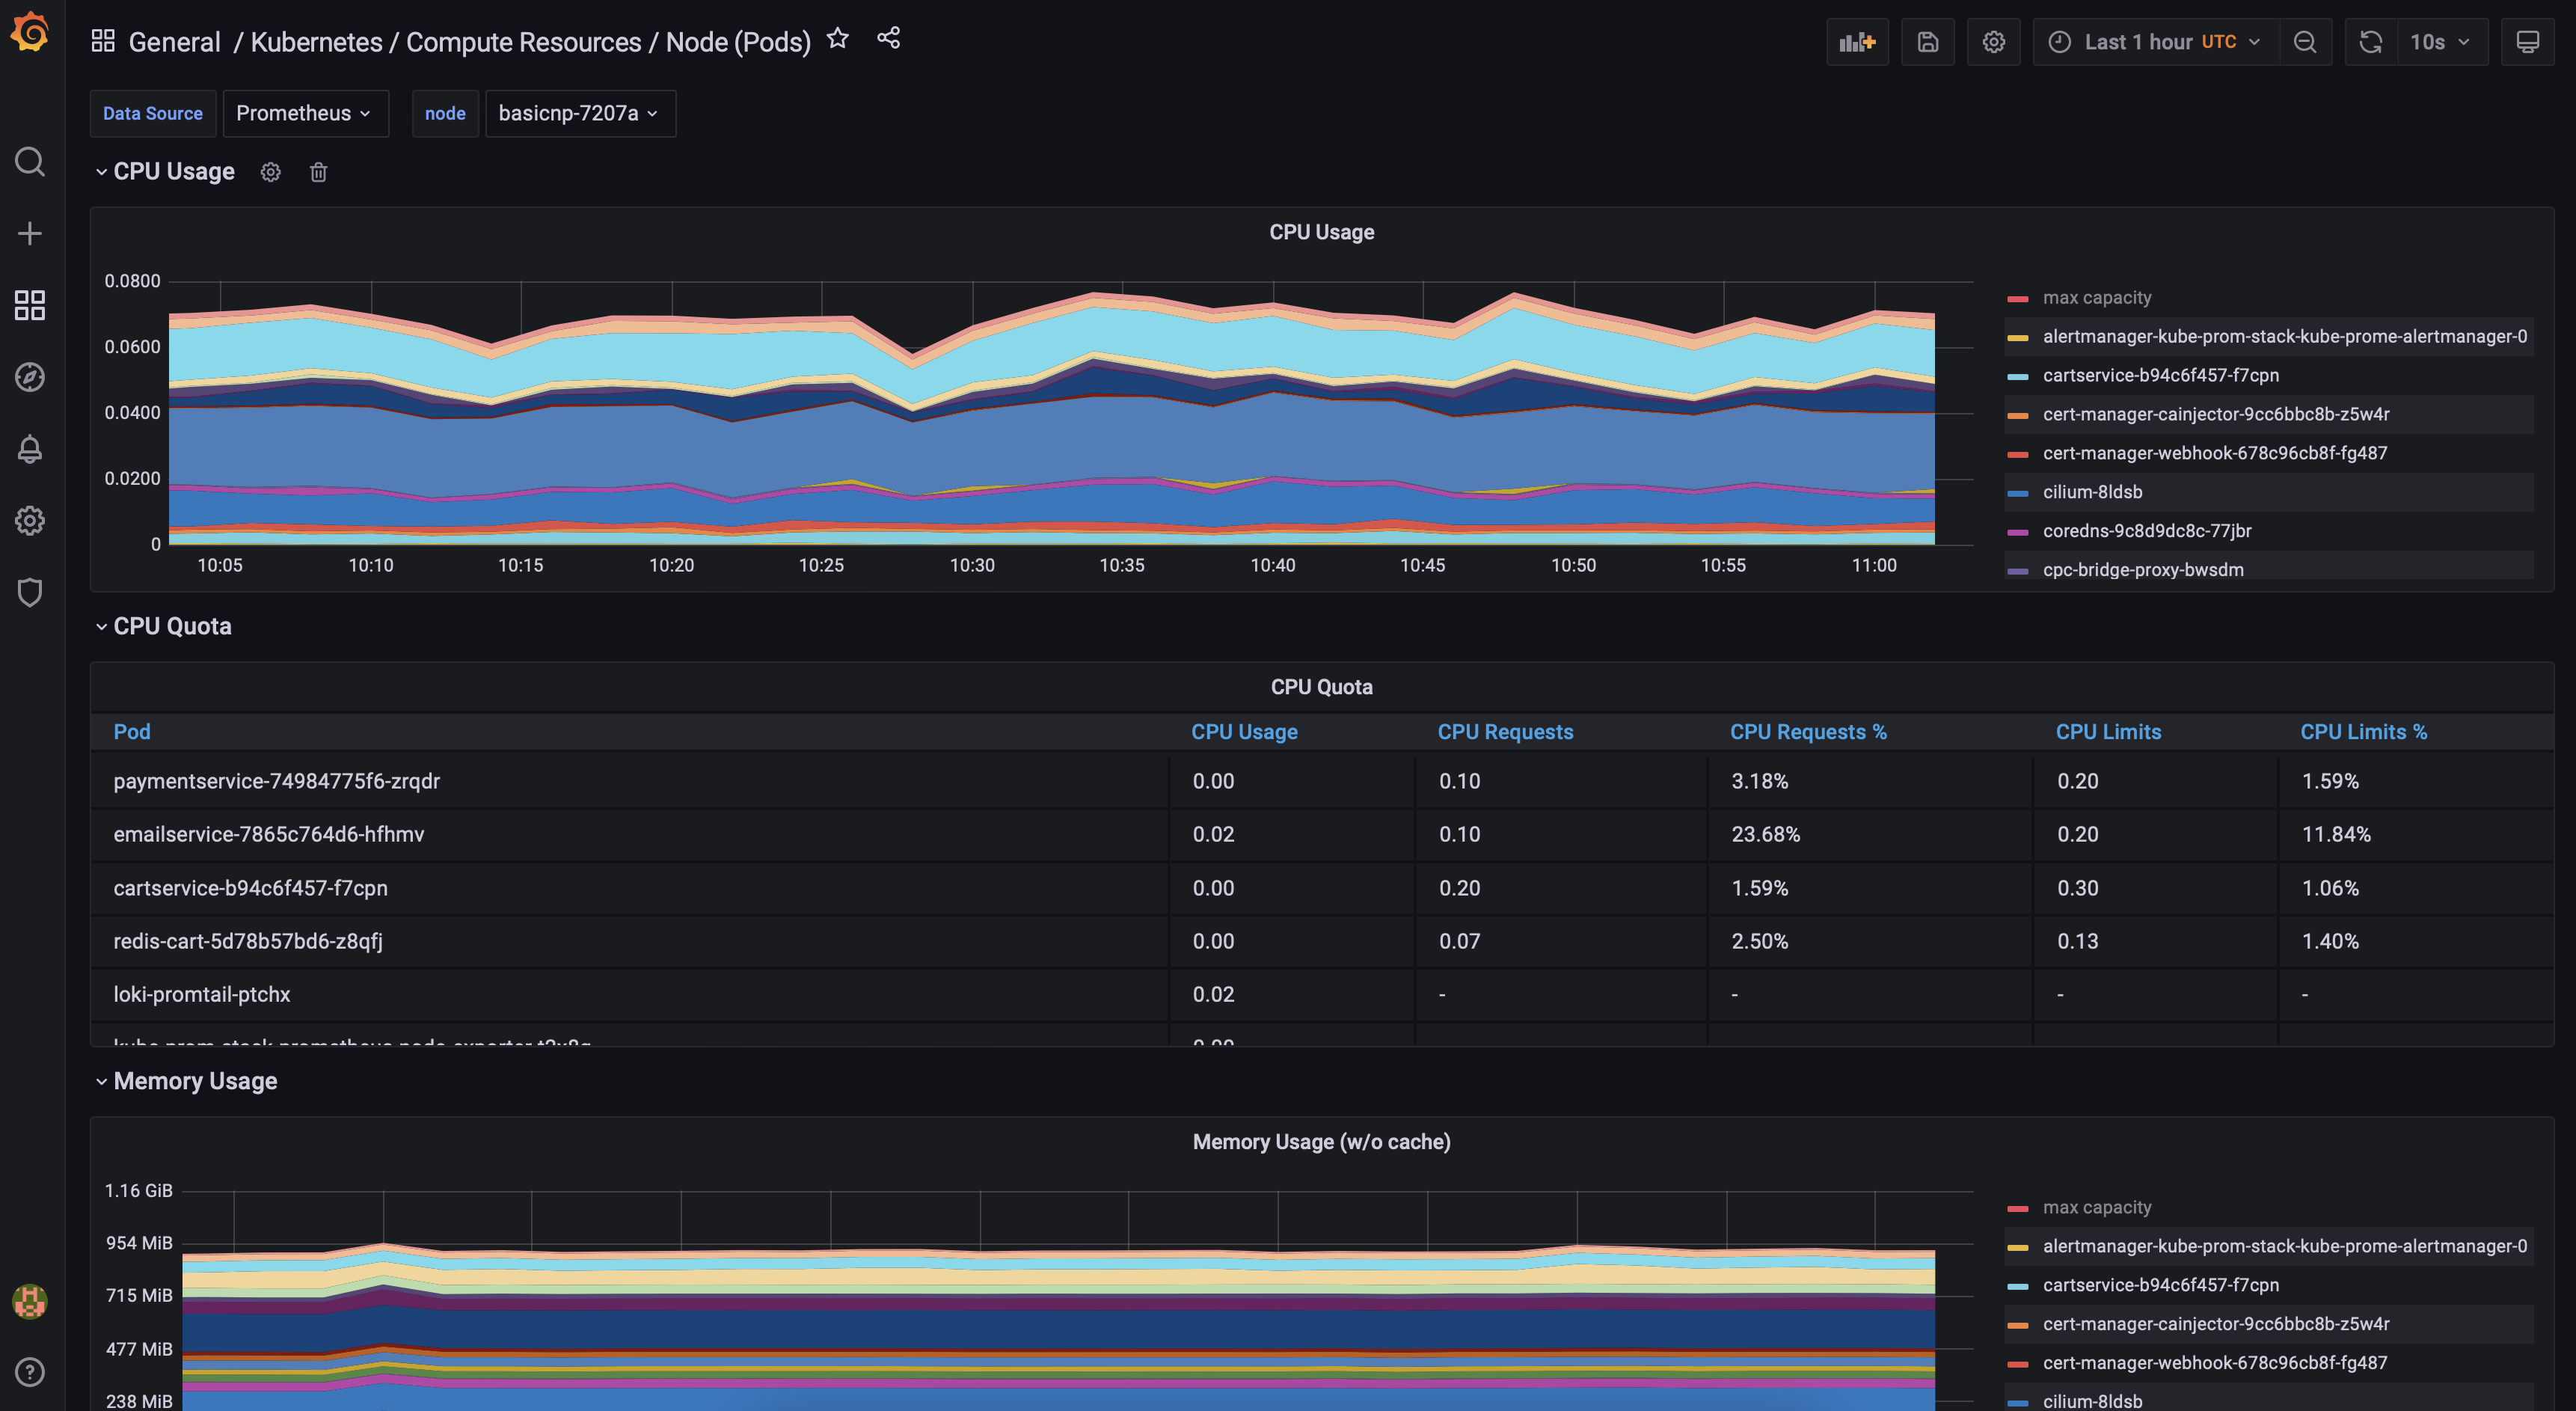 General / Kubernetes / Compute Resources / Node (Pods)
Last 1 hour UTC
10s
Data Source Prometheus node basicnp-7207a
CPU Usage
CPU Usage
0.0800
0.0600
0.0400
0.0200
0
10:05 10:10 10:15 10:20 10:25 10:30 10:35 10:40 10:45 10:50 10:55 11:00
max capacity
alertmanager-kube-prom-stack-kube-prome-alertmanager-0
cartservice-b94c6f457-f7cpn
cert-manager-cainjector-9cc6bbc8b-z5w4r
cert-manager-webhook-678c96cb8f-fg487
cilium-8ldsb
coredns-9c8d9dc8c-77jbr
cpc-bridge-proxy-bwsdm
CPU Quota
CPU Quota
Pod CPU Usage CPU Requests CPU Requests % CPU Limits CPU Limits %
paymentservice-74984775f6-zrqdr 0.00 0.10 3.18% 0.20 1.59%
emailservice-7865c764d6-hfhmv 0.02 0.10 23.68% 0.20 11.84%
cartservice-b94c6f457-f7cpn 0.00 0.20 1.59% 0.30 1.06%
redis-cart-5d78b57bd6-z8qfj 0.00 0.07 2.50% 0.13 1.40%
loki-promtail-ptchx 0.02 - - - -
Memory Usage
Memory Usage (w/o cache)
1.16 GiB
954 MiB
715 MiB
477 MiB
238 MiB
max capacity
alertmanager-kube-prom-stack-kube-prome-alertmanager-0
cartservice-b94c6f457-f7cpn
cert-manager-cainjector-9cc6bbc8b-z5w4r
cert-manager-webhook-678c96cb8f-fg487
cilium-8ldsb